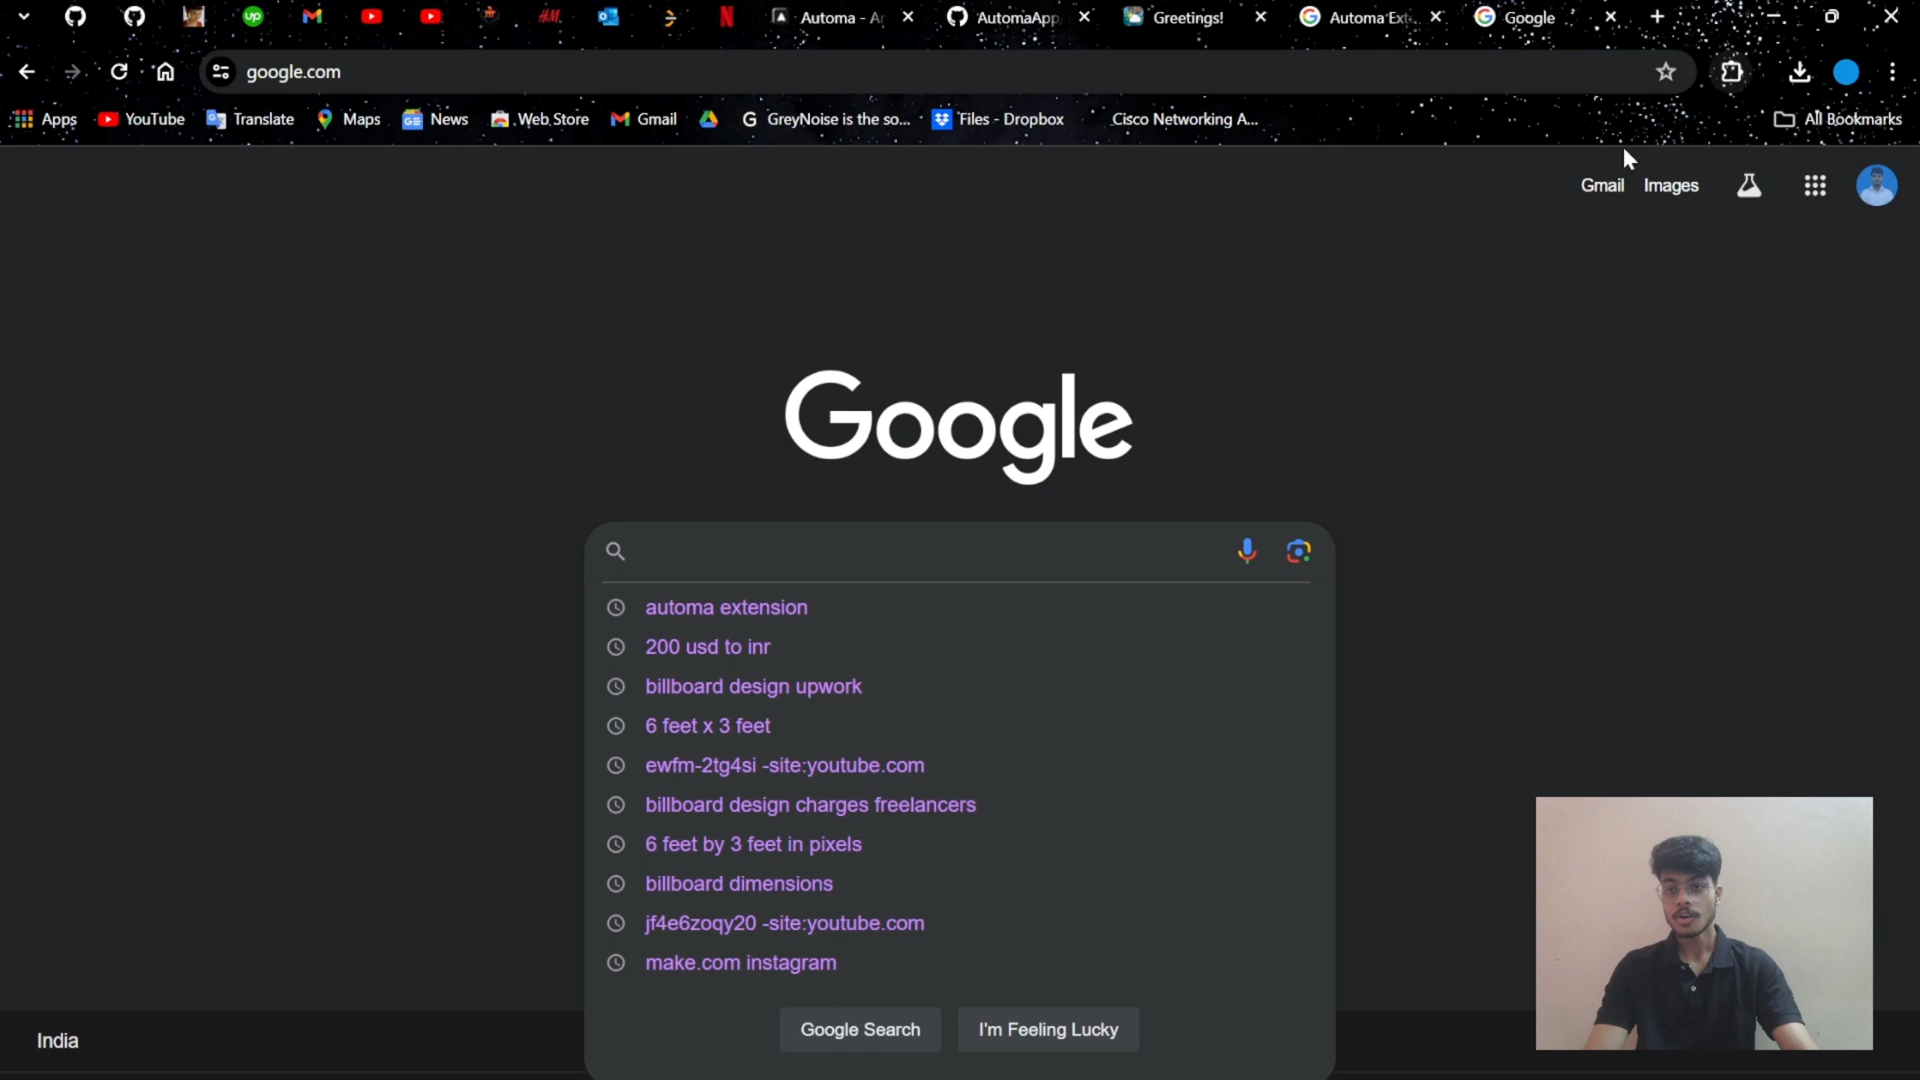 up
H&M
Automa - Ar
AutomaApp
Greetings!
Automa Ext
Google
google.com
Apps
YouTube
Translate
Maps
News
Web Store
Gmail
G GreyNoise is the so...
Files - Dropbox
Cisco Networking A...
All Bookmarks
Gmail
Images
Google
automa extension
200 usd to inr
billboard design upwork
6 feet x 3 feet
ewfm-2tg4si -site:youtube.com
billboard design charges freelancers
6 feet by 3 feet in pixels
billboard dimensions
jf4e6zoqy20 -site:youtube.com
make.com instagram
Google Search
I'm Feeling Lucky
India